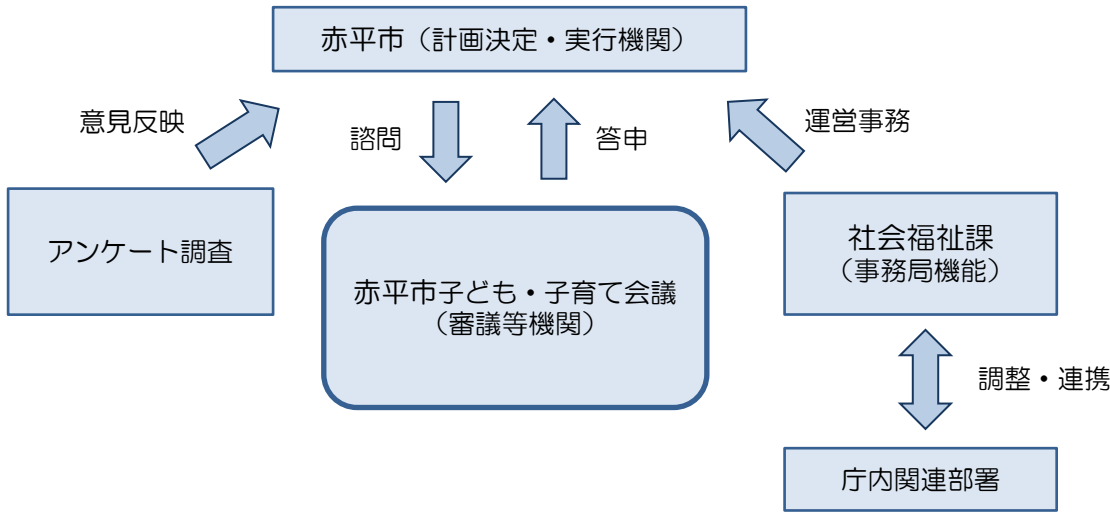 赤平市（計画決定・実行機関）
意見反映
諮問
答申
運営事務
アンケート調査
赤平市子ども・子育て会議
（審議等機関）
社会福祉課
（事務局機能）
調整・連携
庁内関連部署